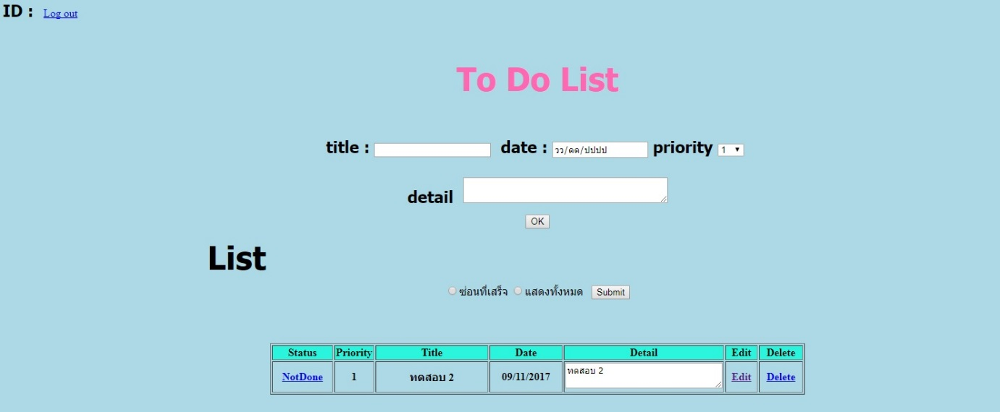 ID : Log out
To Do List
title : date : วว/ดด/ปปปป priority 1
detail
OK
List
ซ่อนที่เสร็จ แสดงทั้งหมด Submit
Status Priority Title Date Detail Edit Delete
NotDone 1 ทดสอบ 2 09/11/2017 ทดสอบ 2 Edit Delete